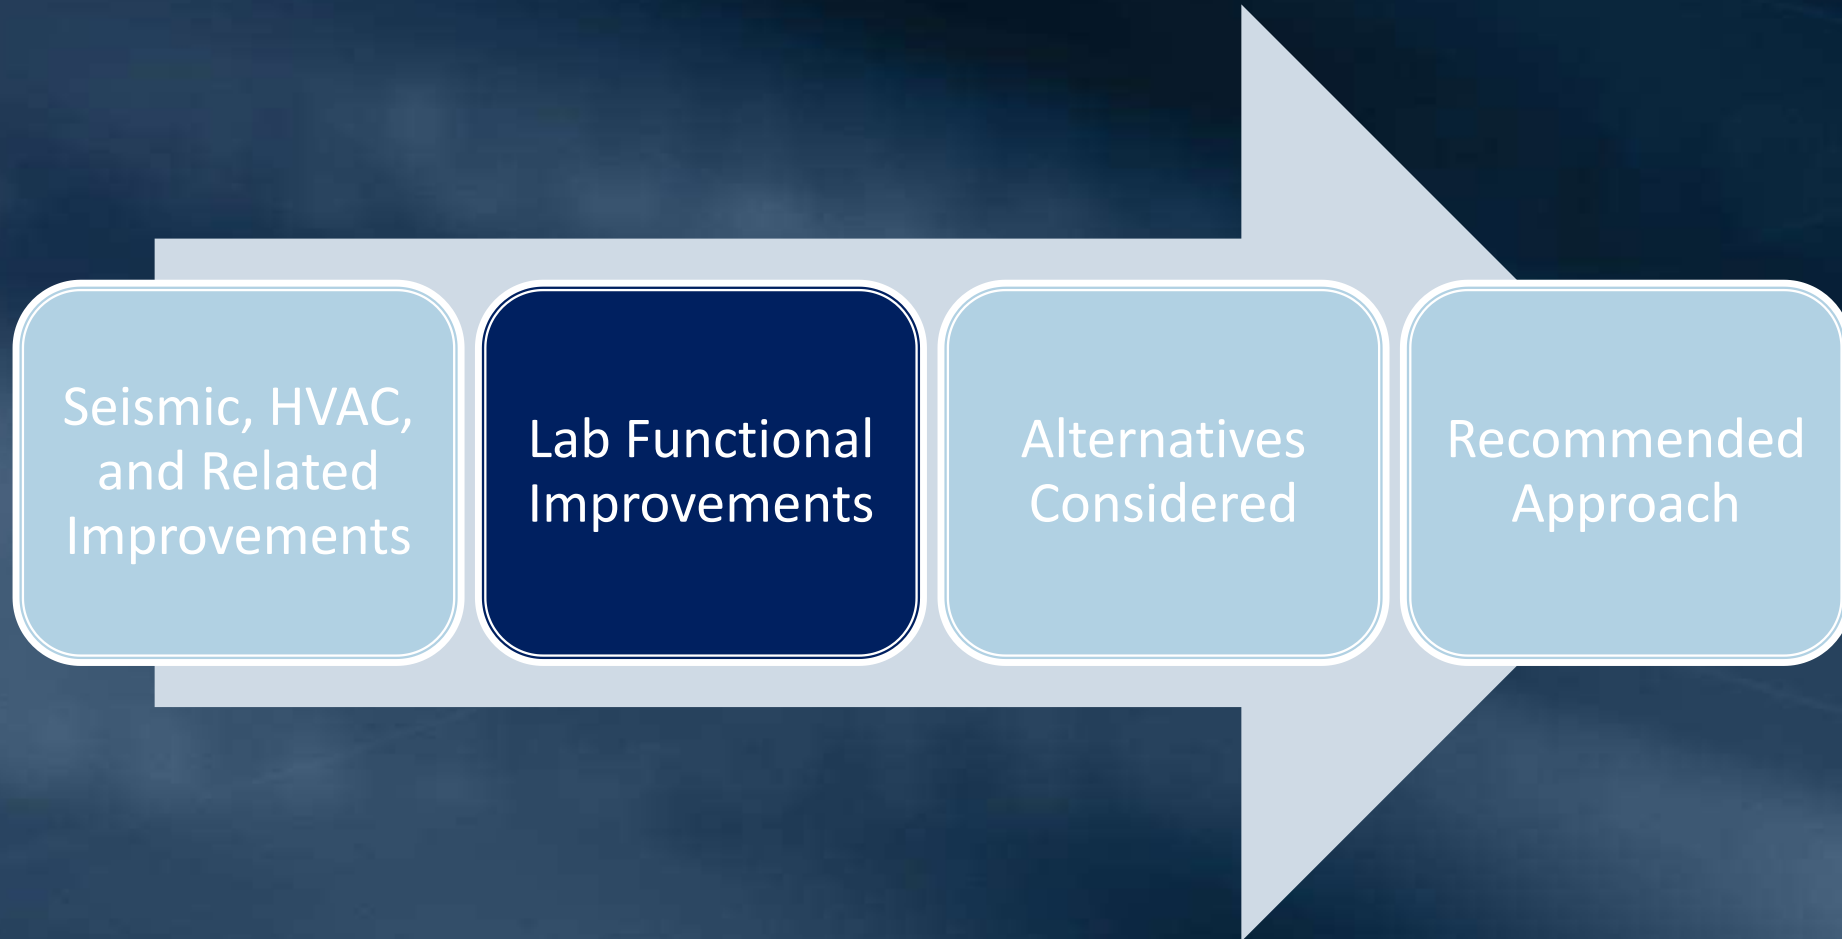 Seismic, HVAC,
and Related
Improvements
Lab Functional
Improvements
Alternatives
Considered
Recommended
Approach